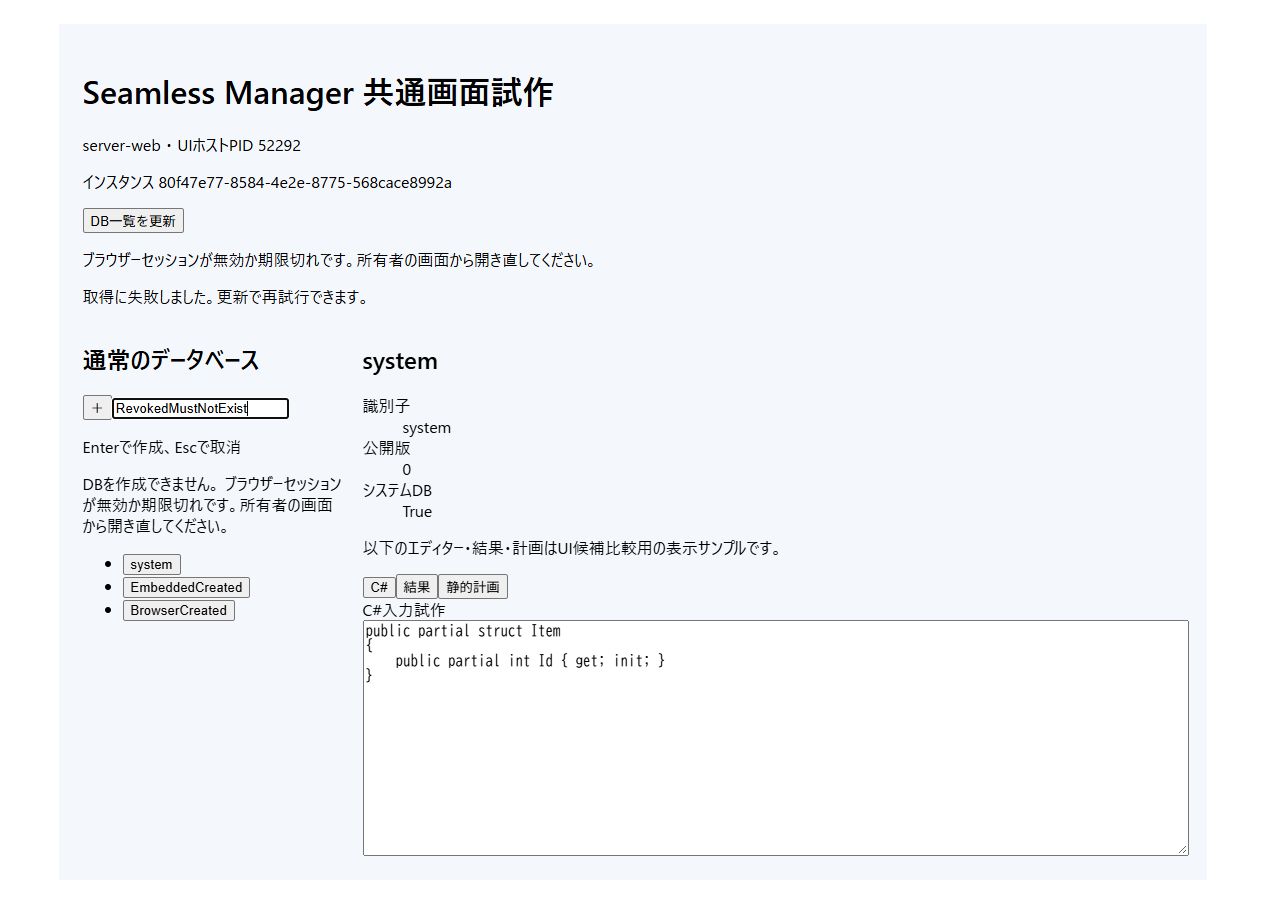 Seamless Manager 共通画面試作
server-web・UIホストPID 52292
インスタンス 80f47e77-8584-4e2e-8775-568cace8992a
DB一覧を更新
ブラウザーセッションが無効か期限切れです。所有者の画面から開き直してください。
取得に失敗しました。更新で再試行できます。
通常のデータベース
＋ RevokedMustNotExist
Enterで作成、Escで取消
DBを作成できません。ブラウザーセッション
が無効か期限切れです。所有者の画面
から開き直してください。
system
EmbeddedCreated
BrowserCreated
system
識別子
system
公開版
0
システムDB
True
以下のエディター・結果・計画はUI候補比較用の表示サンプルです。
C# 結果 静的計画
C#入力試作
public partial struct Item
{
    public partial int Id { get; init; }
}